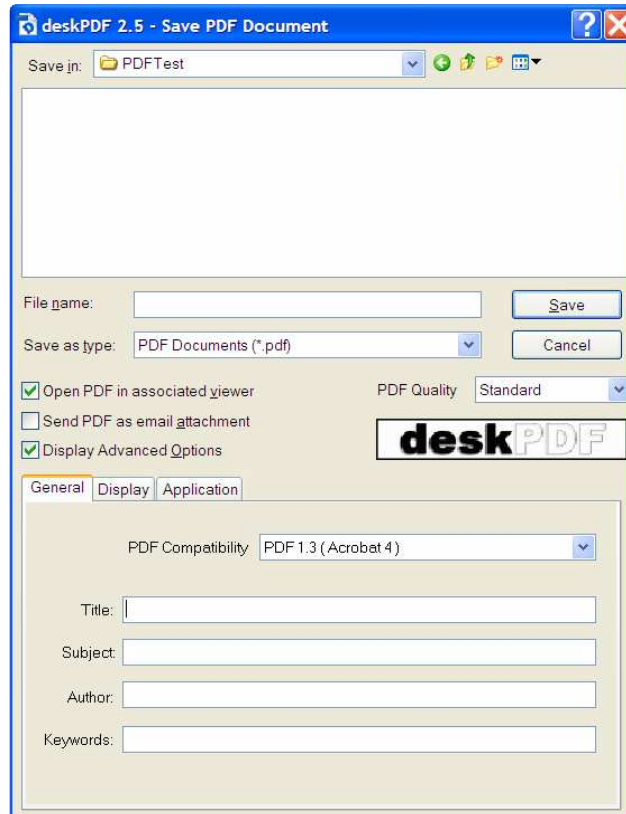 deskPDF 2.5 - Save PDF Document
Save in: PDFTest
File name:
Save
Save as type: PDF Documents (*.pdf)
Cancel
Open PDF in associated viewer
PDF Quality Standard
Send PDF as email attachment
deskPDF
Display Advanced Options
General Display Application
PDF Compatibility PDF 1.3 ( Acrobat 4 )
Title:
Subject:
Author:
Keywords: